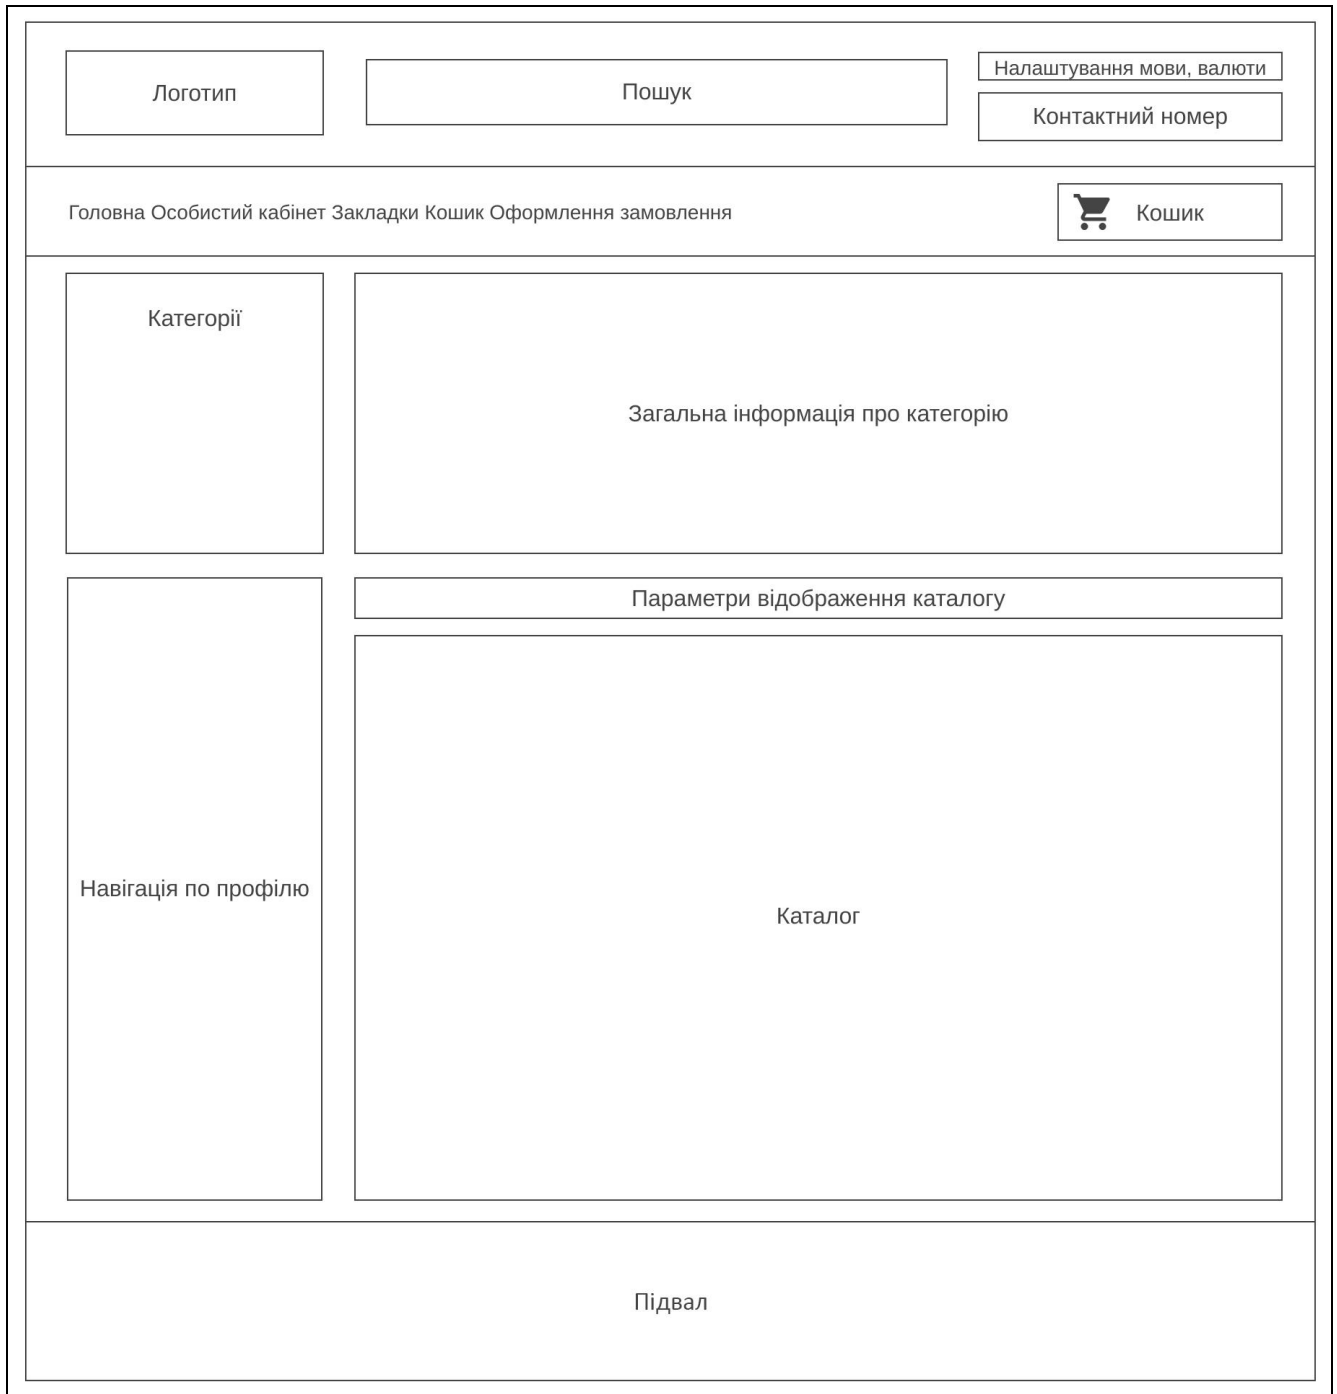 Логотип
Пошук
Налаштування мови, валюти
Контактний номер
Головна Особистий кабінет Закладки Кошик Оформлення замовлення
Кошик
Категорії
Загальна інформація про категорію
Параметри відображення каталогу
Навігація по профілю
Каталог
Підвал